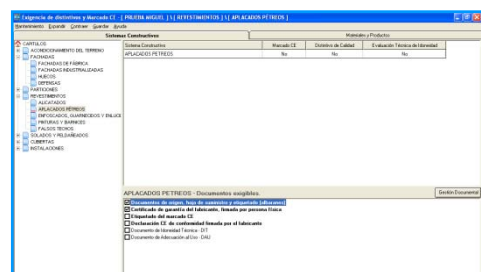 Exigencia de distintivos y Marcado CE - [ PRUEBA MIGUEL ] \ [ REVESTIMIENTOS ] \ [ APLACADOS PETREOS ]
Mantenimiento Expandir Contraer Guardar Ayuda
Sistemas Constructivos
Materiales y Productos
CAPITULOS
ACONDICIONAMIENTO DEL TERRENO
FACHADAS
FACHADAS DE FÁBRICA
FACHADAS INDUSTRIALIZADAS
HUECOS
DEFENSAS
PARTICIONES
REVESTIMIENTOS
ALICATADOS
APLACADOS PÉTREOS
ENFOSCADOS, GUARNECIDOS Y ENLUCI
PINTURAS Y BARNICES
FALSOS TECHOS
SOLADOS Y PELDAÑEADOS
CUBIERTAS
INSTALACIONES
Sistema Constructivo Marcado CE Distintivo de Calidad Evaluación Técnica de Idoneidad
APLACADOS PETREOS No No No
APLACADOS PETREOS - Documentos exigibles.
Gestión Documental
Documentos de origen, hoja de suministro y etiquetado (albaranes)
Certificado de garantía del fabricante, firmada por persona física
Etiquetado del marcado CE
Declaración CE de conformidad firmada por el fabricante
Documento de Idoneidad Técnica - DIT
Documento de Adecuación al Uso - DAU